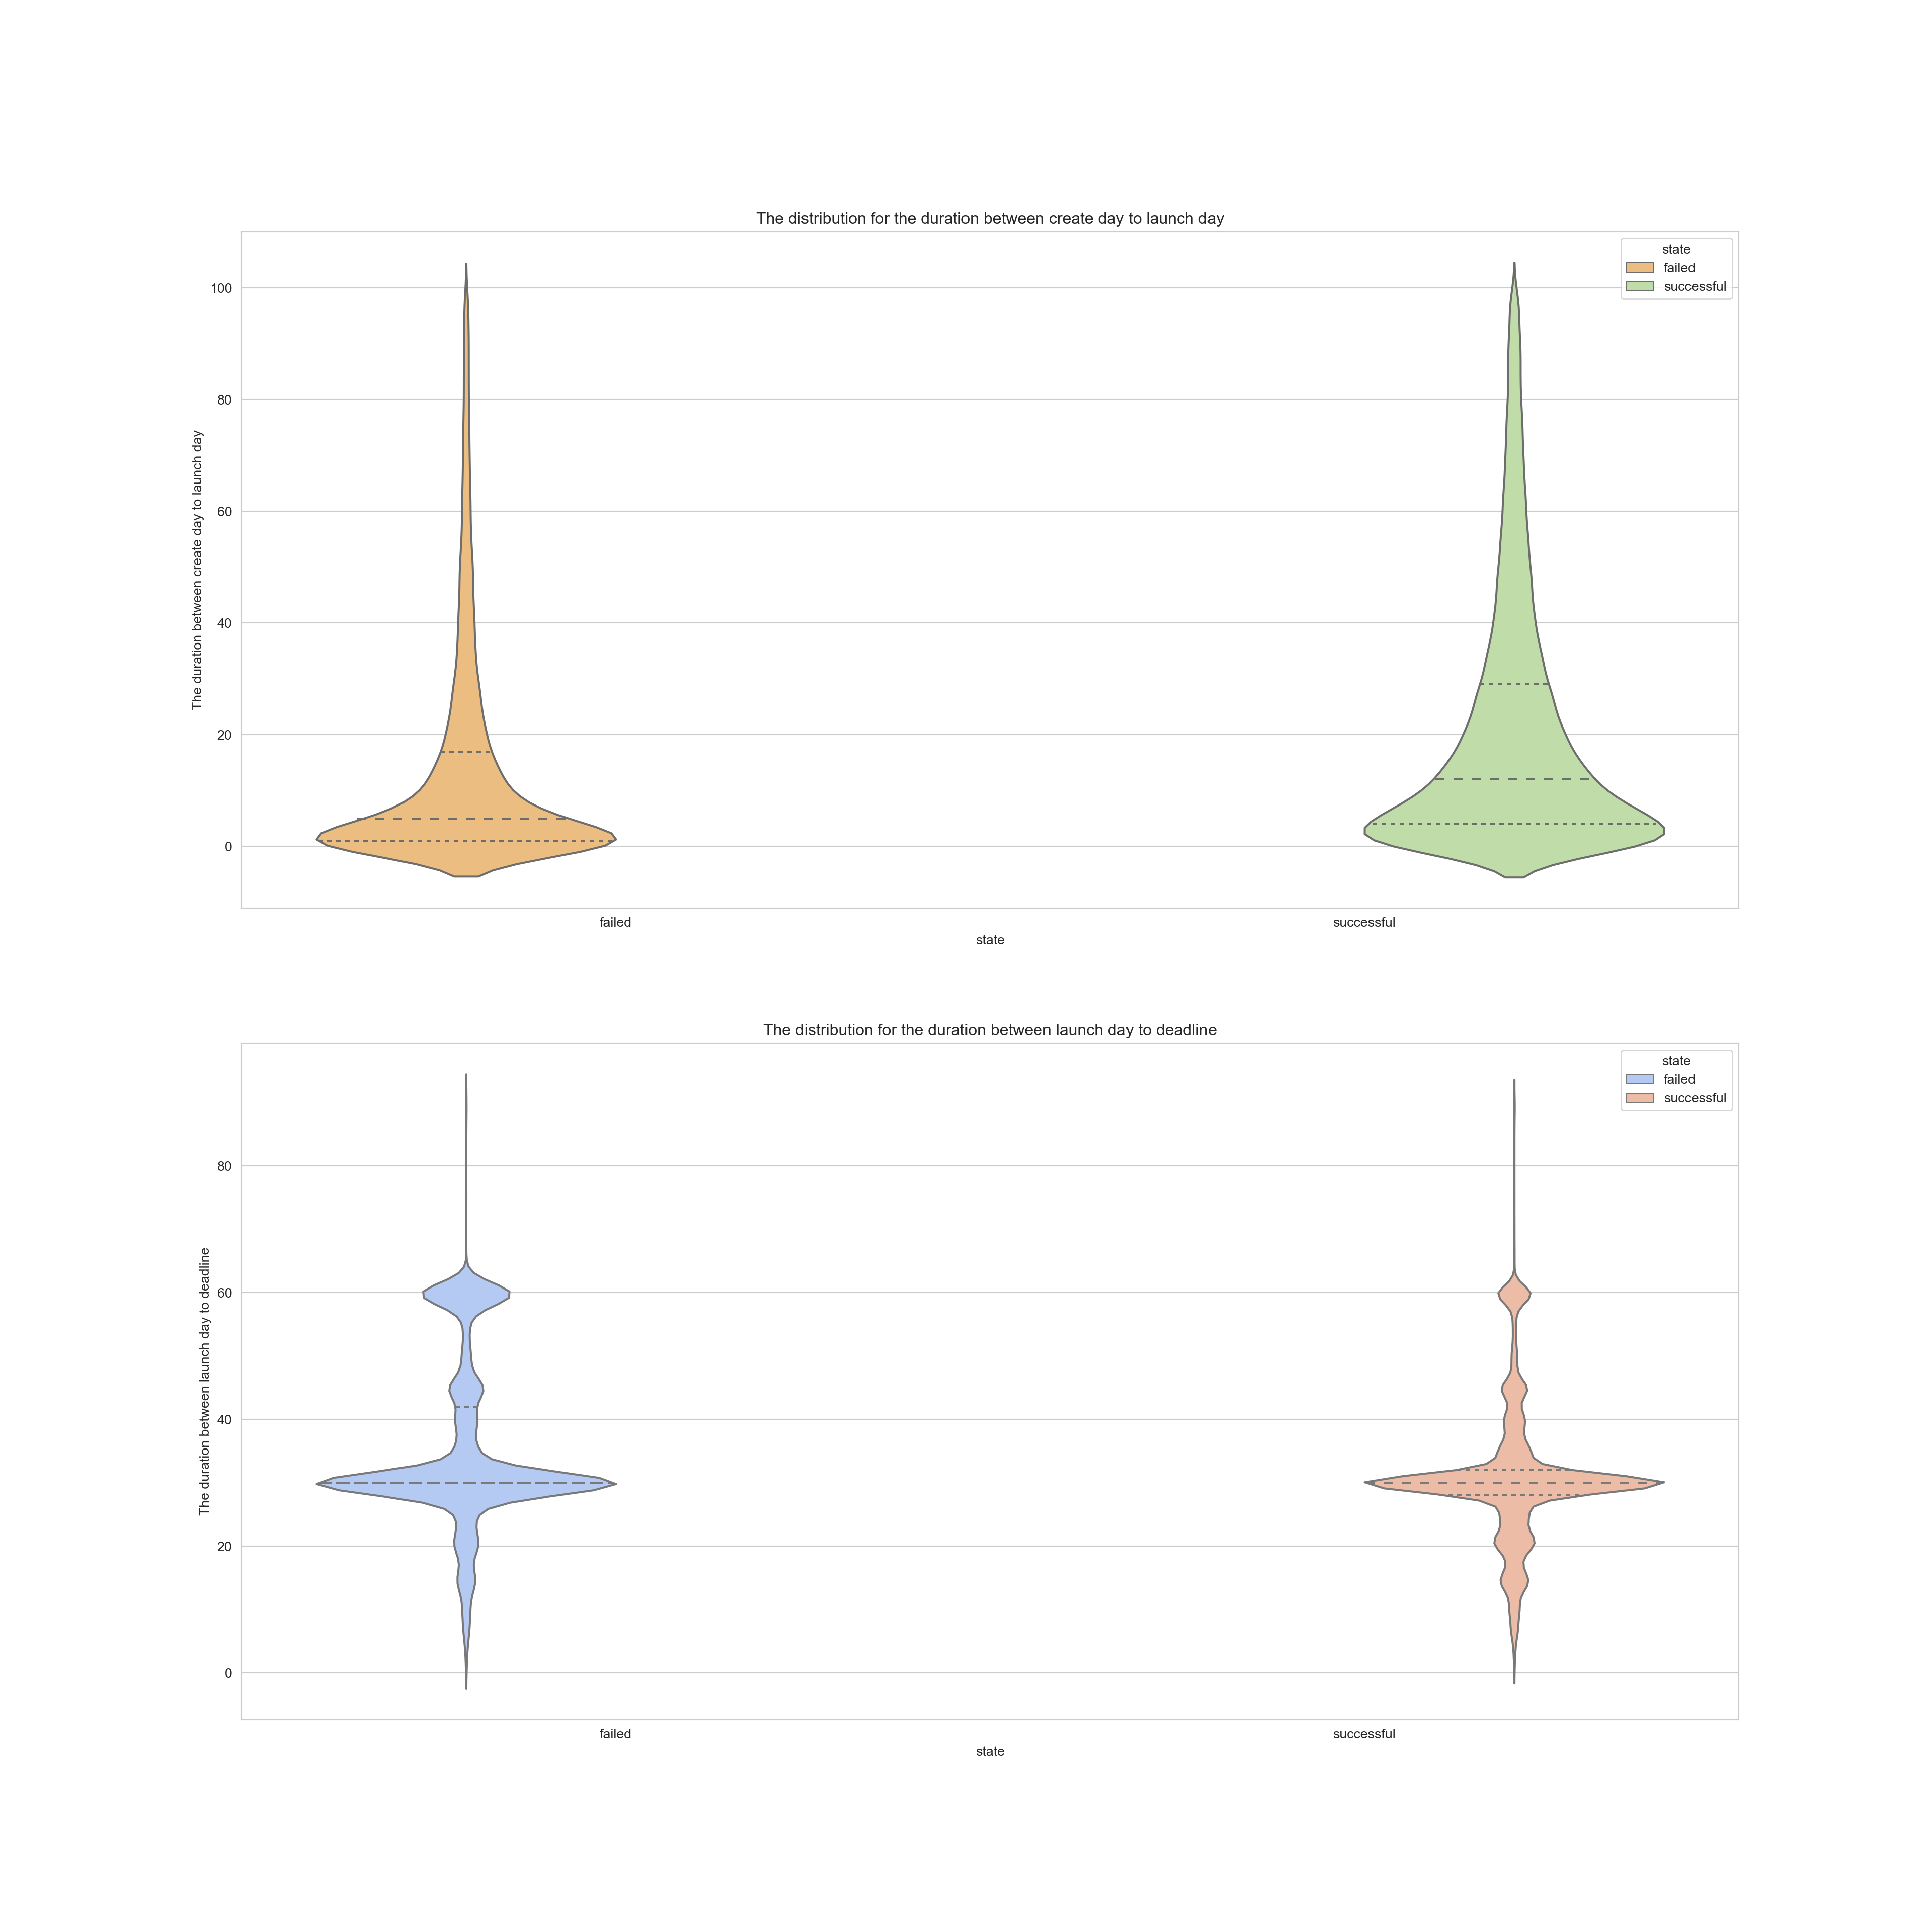 The distribution for the duration between create day to launch day
state
failed
successful
The duration between create day to launch day
100
80
60
40
20
0
failed
successful
state
The distribution for the duration between launch day to deadline
state
failed
successful
The duration between launch day to deadline
80
60
40
20
0
failed
successful
state